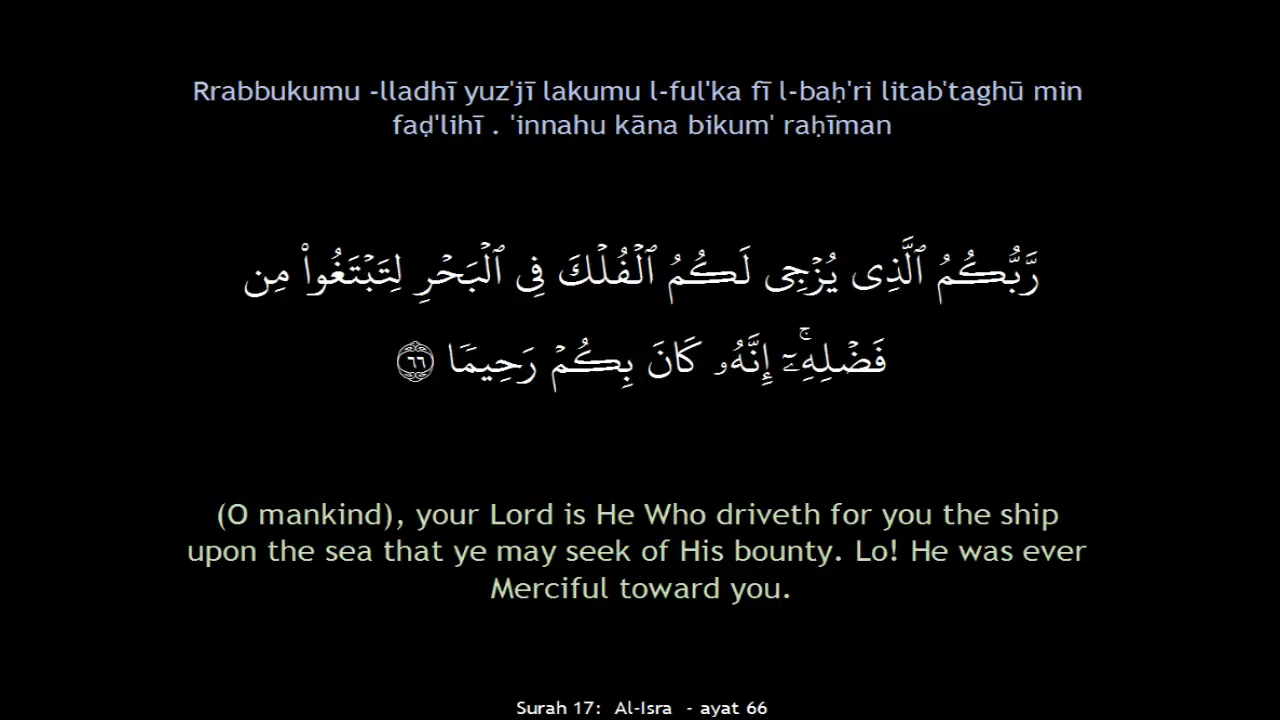 Rrabbukumu -lladhī yuz'jī lakumu l-ful'ka fī l-baḥ'ri litab'taghū min
faḍ'lihī . 'innahu kāna bikum' raḥīman
رَّبُّكُمُ ٱلَّذِى يُزْجِى لَكُمُ ٱلْفُلْكَ فِى ٱلْبَحْرِ لِتَبْتَغُوا۟ مِن
فَضْلِهِۦٓ ۚ إِنَّهُۥ كَانَ بِكُمْ رَحِيمًا ٦٦
(O mankind), your Lord is He Who driveth for you the ship
upon the sea that ye may seek of His bounty. Lo! He was ever
Merciful toward you.
Surah 17: Al-Isra - ayat 66